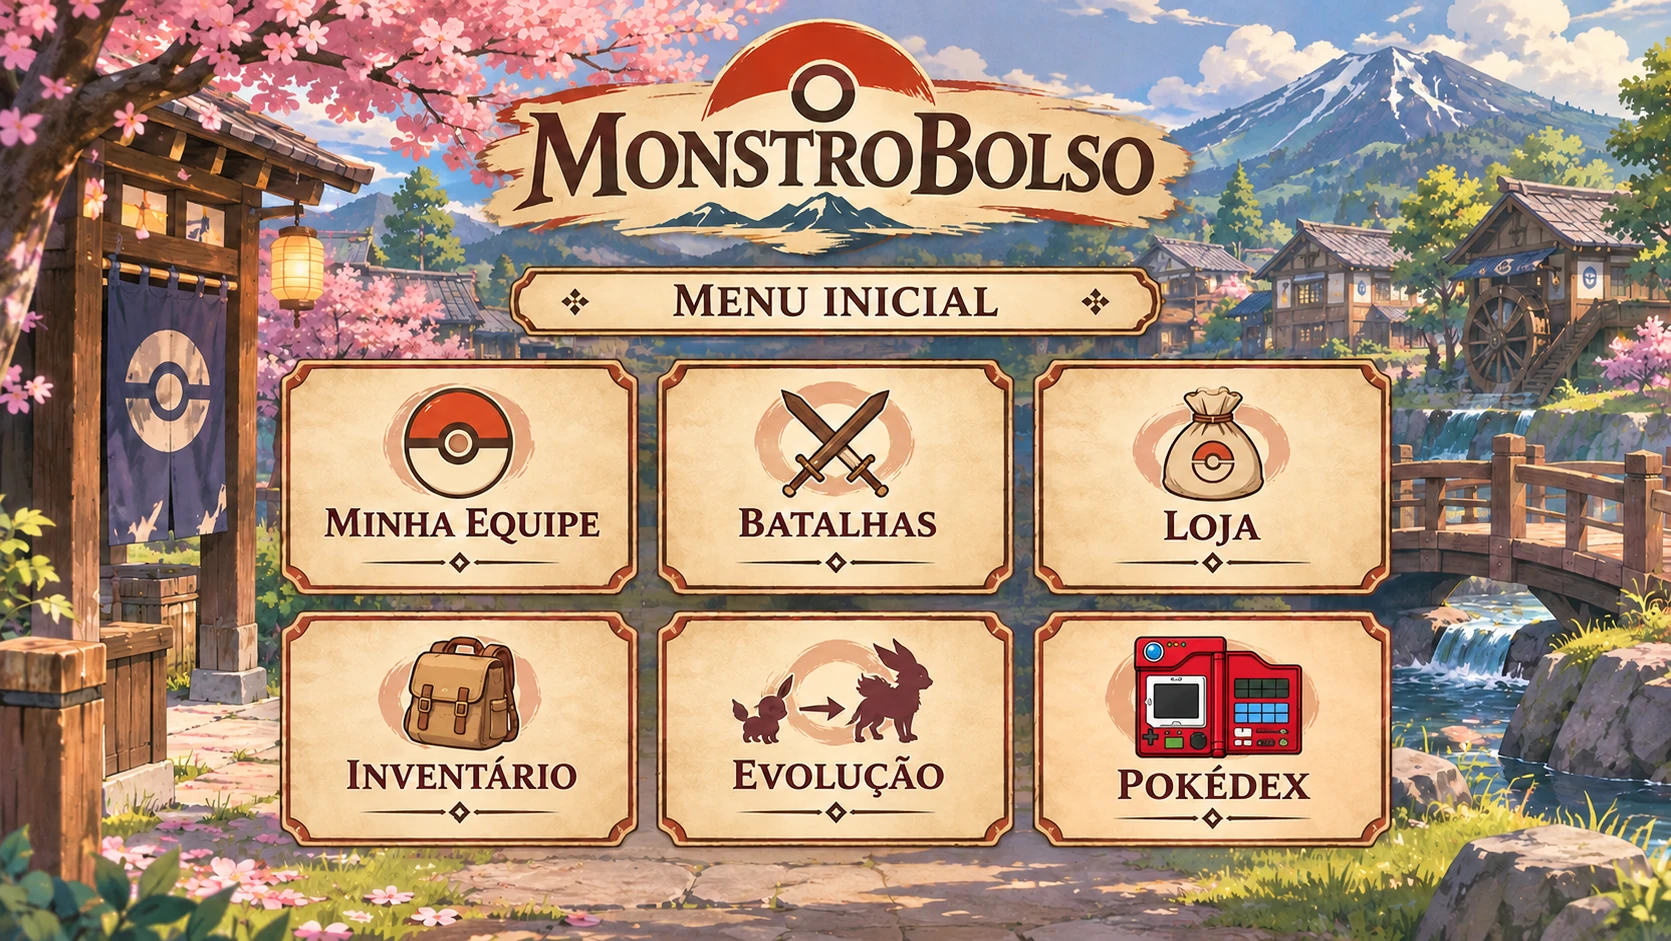 MonstroBolso
Menu inicial
Minha Equipe
Batalhas
Loja
Inventário
Evolução
Pokédex